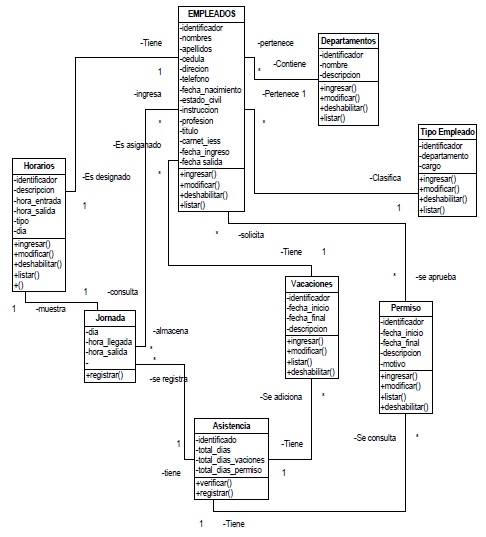 EMPLEADOS
-identificador
-nombres
-apellidos
-cedula
-direcion
-telefono
-fecha_nacimiento
-estado_civil
-instruccion
-profesion
-titulo
-carnet_iess
-fecha_ingreso
-fecha salida
+ingresar()
+modificar()
+deshabilitar()
+listar()
-Tiene
1
-ingresa
*
-Es asiganado
*
-pertenece
*
-Contiene
-Pertenece 1
*
Departamentos
-identificador
-nombre
-descripcion
+ingresar()
+modificar()
+deshabilitar()
+listar()
Tipo Empleado
-identificador
-departamento
-cargo
+ingresar()
+modificar()
+deshabilitar()
+listar()
-Clasifica
1
Horarios
-identificador
-descripcion
-hora_entrada
-hora_salida
-tipo
-dia
+ingresar()
+modificar()
+deshabilitar()
+listar()
+()
-Es designado
1
* -solicita
-Tiene 1
* -se aprueba
1 -consulta
1 -muestra
Jornada
-dia
-hora_llegada
-hora_salida
-
+registrar()
-almacena
*
*
-se registra
Vacaciones
-identificador
-fecha_inicio
-fecha_final
-descripcion
+ingresar()
+modificar()
+listar()
+deshabilitar()
Permiso
-identificador
-fecha_inicio
-fecha_final
-descripcion
-motivo
+ingresar()
+modificar()
+listar()
+deshabilitar()
-Se adiciona *
-Se consulta *
Asistencia
-identificado
-total_dias
-total_dias_vaciones
-total_dias_permiso
+verificar()
+registrar()
1
-tiene
-Tiene
1
1 -Tiene